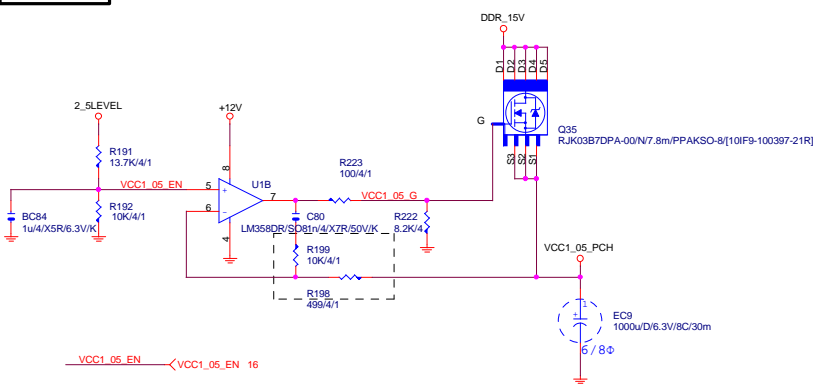 DDR_15V
D1
D2
D3
D4
D5
G
Q35
RJK03B7DPA-00/N/7.8m/PPAKSO-8/[10IF9-100397-21R]
S3
S2
S1
2_5LEVEL
+12V
R191
13.7K/4/1
VCC1_05_EN
R192
10K/4/1
BC84
1u/4/X5R/6.3V/K
8
5
+
6
-
4
U1B
7
LM358DR/SO8
R223
100/4/1
VCC1_05_G
C80
1n/4/X7R/50V/K
R222
8.2K/4
R199
10K/4/1
R198
499/4/1
VCC1_05_PCH
1
+
EC9
1000u/D/6.3V/8C/30m
6/8Φ
VCC1_05_EN
VCC1_05_EN 16